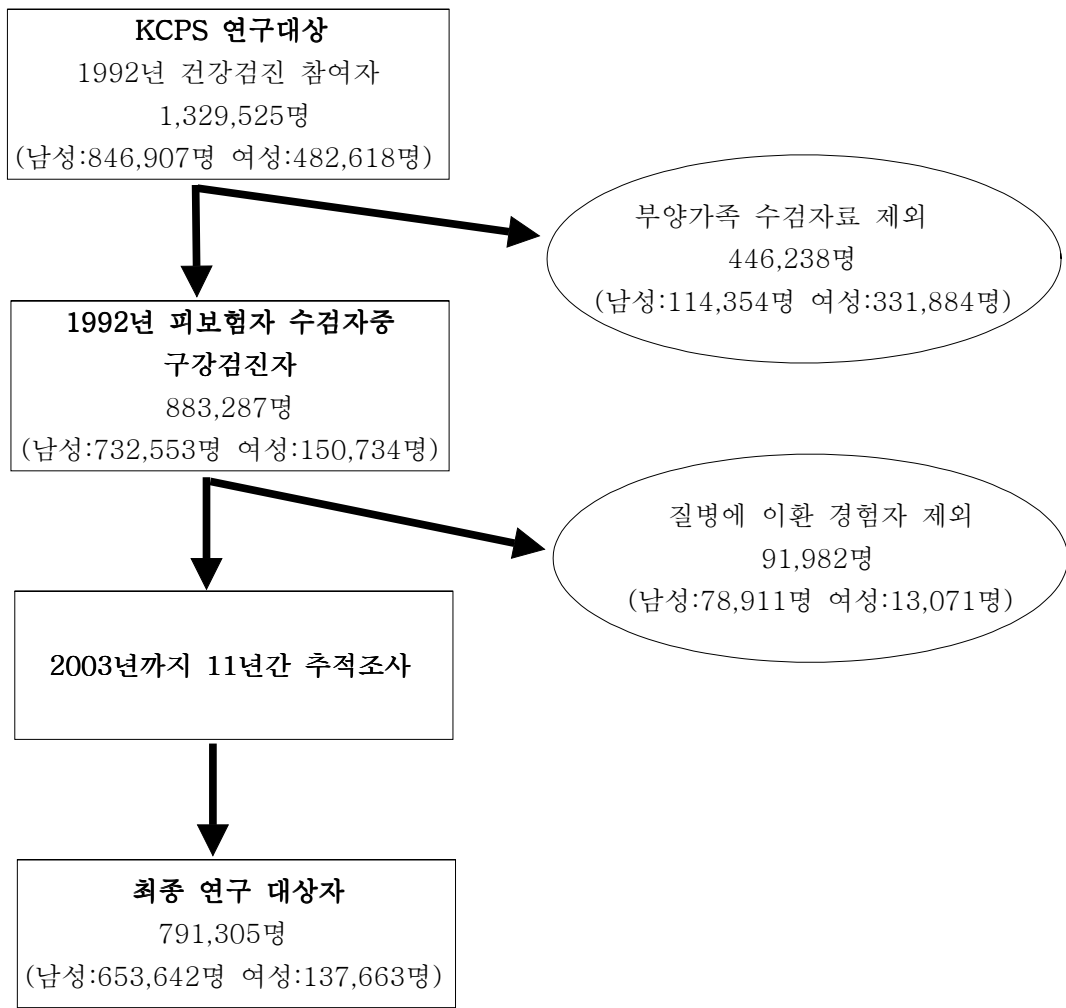 KCPS 연구대상
1992년 건강검진 참여자
1,329,525명
(남성:846,907명 여성:482,618명)
부양가족 수검자료 제외
446,238명
(남성:114,354명 여성:331,884명)
1992년 피보험자 수검자중
구강검진자
883,287명
(남성:732,553명 여성:150,734명)
질병에 이환 경험자 제외
91,982명
(남성:78,911명 여성:13,071명)
2003년까지 11년간 추적조사
최종 연구 대상자
791,305명
(남성:653,642명 여성:137,663명)